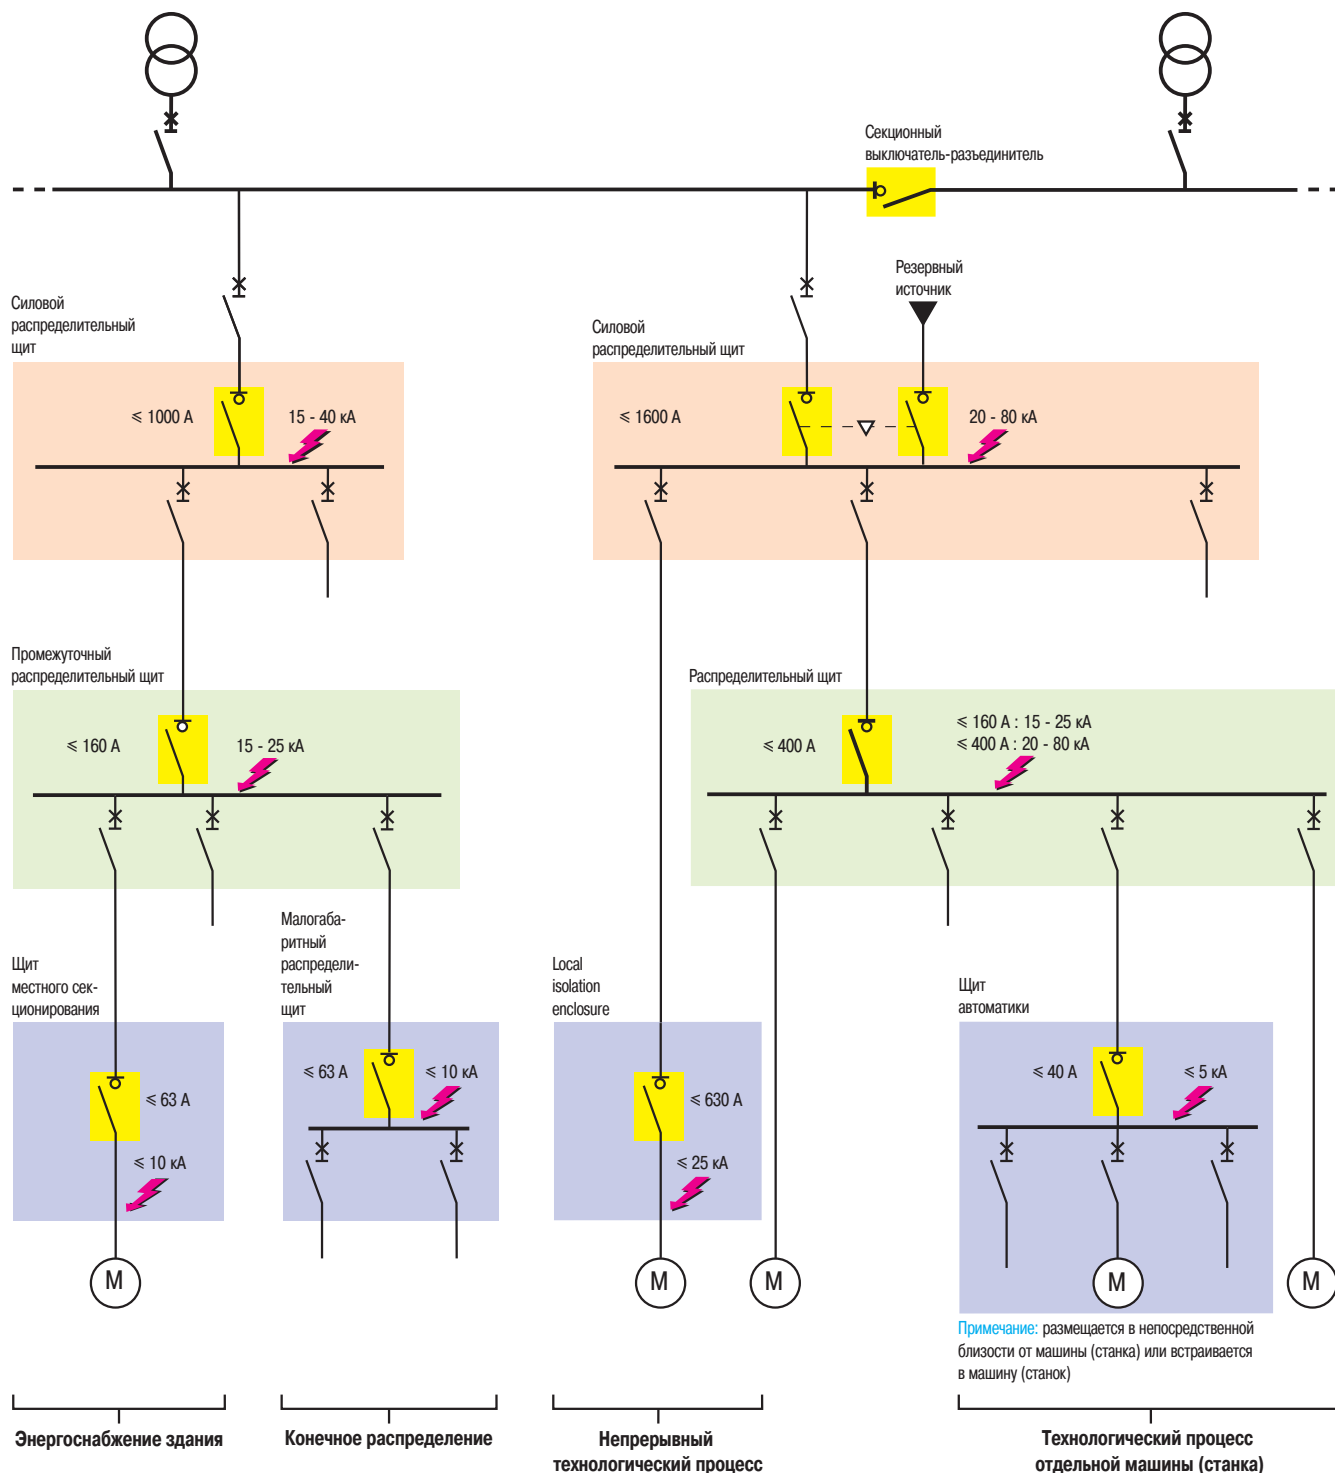 Секционный
выключатель-разъединитель
Резервный
источник
Силовой
распределительный
щит
Силовой
распределительный щит
≤ 1000 А
15 - 40 кА
≤ 1600 А
20 - 80 кА
Промежуточный
распределительный щит
Распределительный щит
≤ 160 А
15 - 25 кА
≤ 400 А
≤ 160 А : 15 - 25 кА
≤ 400 А : 20 - 80 кА
Щит
местного сек-
ционирования
Малогаба-
ритный
распредели-
тельный
щит
Local
isolation
enclosure
Щит
автоматики
≤ 63 А
≤ 10 кА
≤ 63 А
≤ 10 кА
≤ 630 А
≤ 25 кА
≤ 40 А
≤ 5 кА
M
M
M
M
M
Примечание: размещается в непосредственной
близости от машины (станка) или встраивается
в машину (станок)
Энергоснабжение здания
Конечное распределение
Непрерывный
технологический процесс
Технологический процесс
отдельной машины (станка)